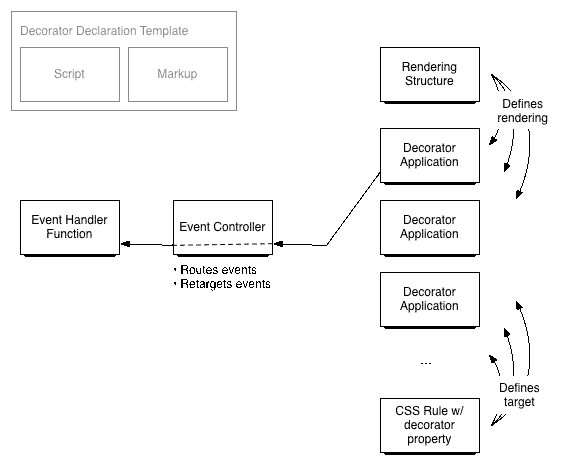 Decorator Declaration Template
Script
Markup
Rendering
Structure
Defines
rendering
Decorator
Application
Event Handler
Function
Event Controller
Decorator
Application
• Routes events
• Retargets events
Decorator
Application
...
Defines
target
CSS Rule w/
decorator
property